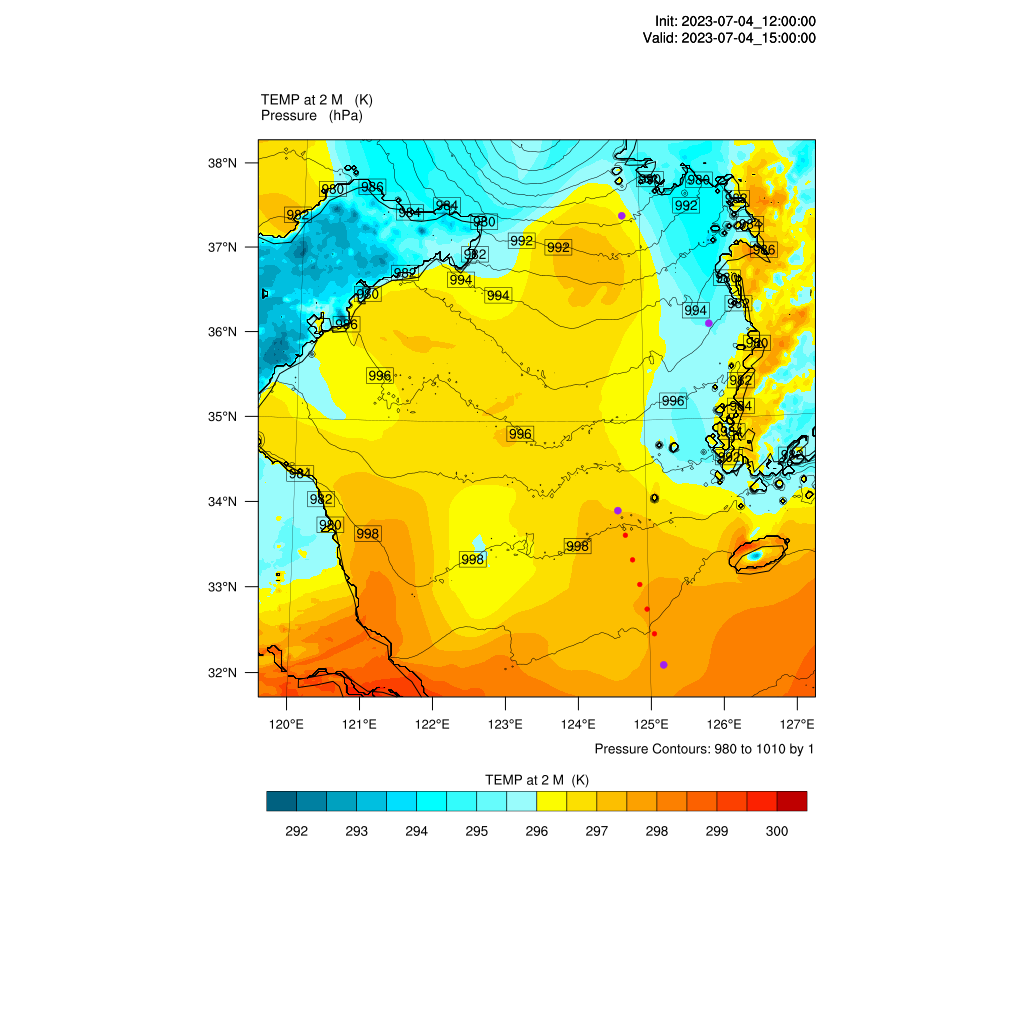 Init: 2023-07-04_12:00:00
Valid: 2023-07-04_15:00:00
TEMP at 2 M (K)
Pressure (hPa)
38°N
37°N
36°N
35°N
34°N
33°N
32°N
980
986
982
984
984
980
992
992
982
982
994
994
980
986
996
996
984
982
980
998
998
998
980
992
986
994
980
982
980
982
996
984
992
120°E
121°E
122°E
123°E
124°E
125°E
126°E
127°E
Pressure Contours: 980 to 1010 by 1
TEMP at 2 M (K)
292
293
294
295
296
297
298
299
300